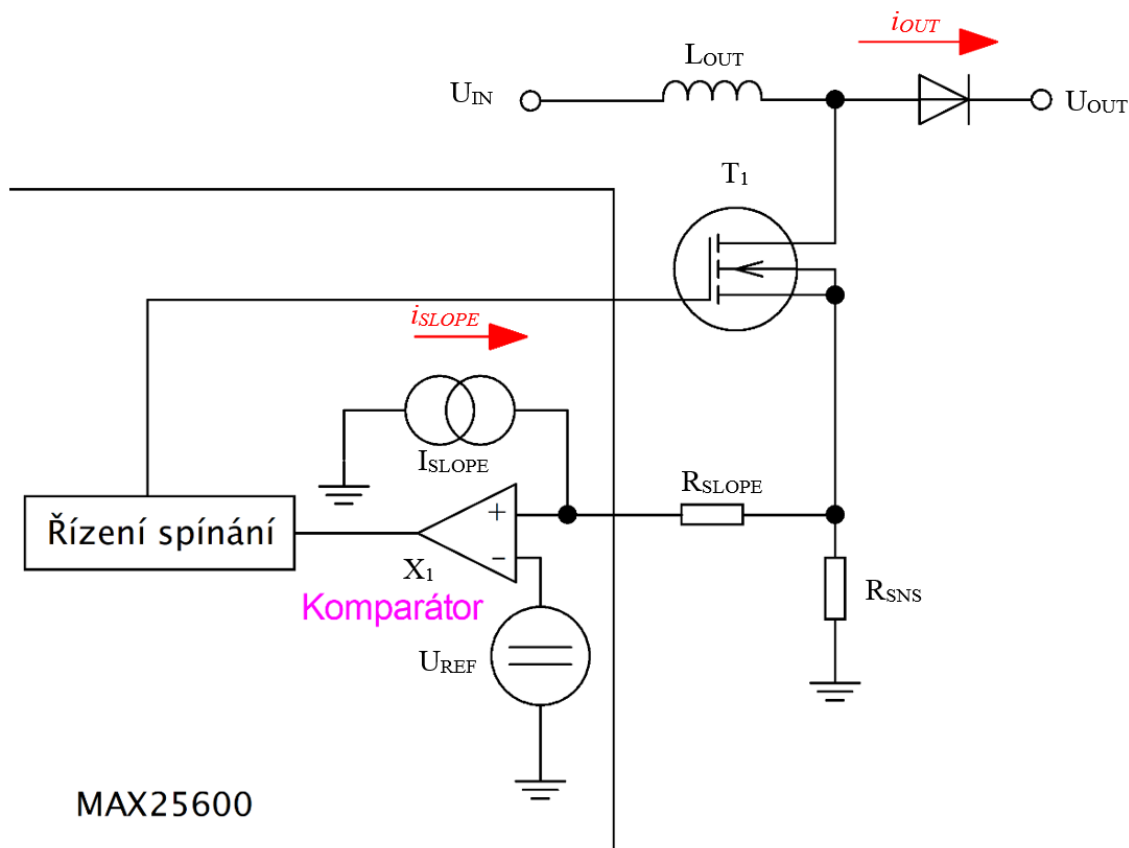 iOUT
LOUT
UIN
UOUT
T1
iSLOPE
ISLOPE
RSLOPE
Řízení spínání
+
−
X1
Komparátor
RSNS
UREF
MAX25600